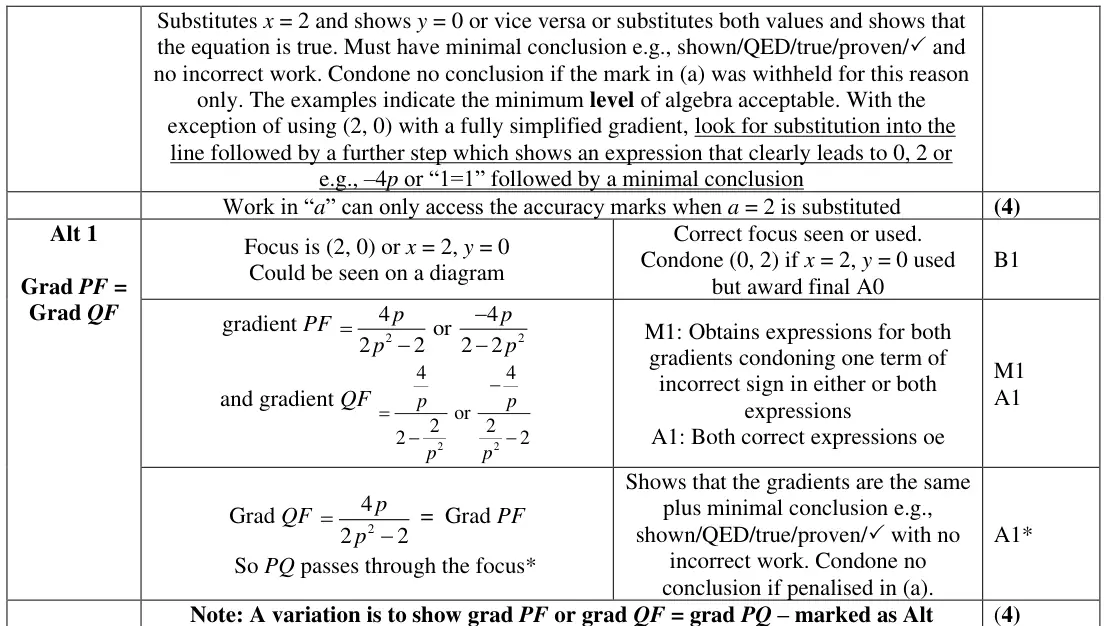 Substitutes x = 2 and shows y = 0 or vice versa or substitutes both values and shows that
the equation is true. Must have minimal conclusion e.g., shown/QED/true/proven/✓ and
no incorrect work. Condone no conclusion if the mark in (a) was withheld for this reason
only. The examples indicate the minimum level of algebra acceptable. With the
exception of using (2, 0) with a fully simplified gradient, look for substitution into the
line followed by a further step which shows an expression that clearly leads to 0, 2 or
e.g., –4p or “1=1” followed by a minimal conclusion
Work in “a” can only access the accuracy marks when a = 2 is substituted (4)
Alt 1
Grad PF =
Grad QF
Focus is (2, 0) or x = 2, y = 0
Could be seen on a diagram
Correct focus seen or used.
Condone (0, 2) if x = 2, y = 0 used
but award final A0
B1
gradient PF = 4p / (2p² − 2) or −4p / (2 − 2p²)
and gradient QF = (4/p) / (2 − 2/p²) or (−4/p) / (2/p² − 2)
M1: Obtains expressions for both
gradients condoning one term of
incorrect sign in either or both
expressions
A1: Both correct expressions oe
M1
A1
Grad QF = 4p / (2p² − 2) = Grad PF
So PQ passes through the focus*
Shows that the gradients are the same
plus minimal conclusion e.g.,
shown/QED/true/proven/✓ with no
incorrect work. Condone no
conclusion if penalised in (a).
A1*
Note: A variation is to show grad PF or grad QF = grad PQ – marked as Alt (4)